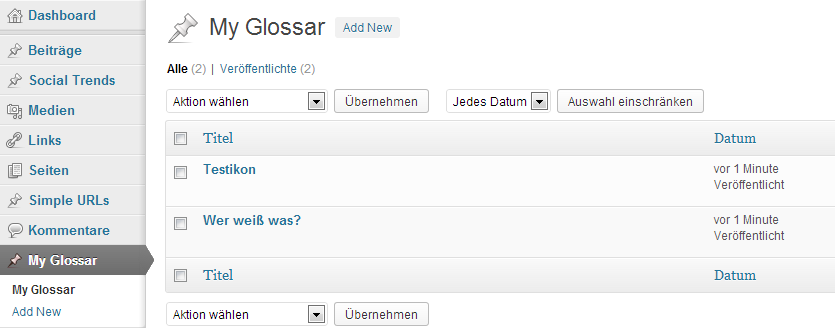 Dashboard
Beiträge
Social Trends
Medien
Links
Seiten
Simple URLs
Kommentare
My Glossar
My Glossar
Add New
My Glossar Add New
Alle (2) | Veröffentlichte (2)
Aktion wählen Übernehmen Jedes Datum Auswahl einschränken
Titel Datum
Testikon vor 1 Minute
Veröffentlicht
Wer weiß was? vor 1 Minute
Veröffentlicht
Titel Datum
Aktion wählen Übernehmen